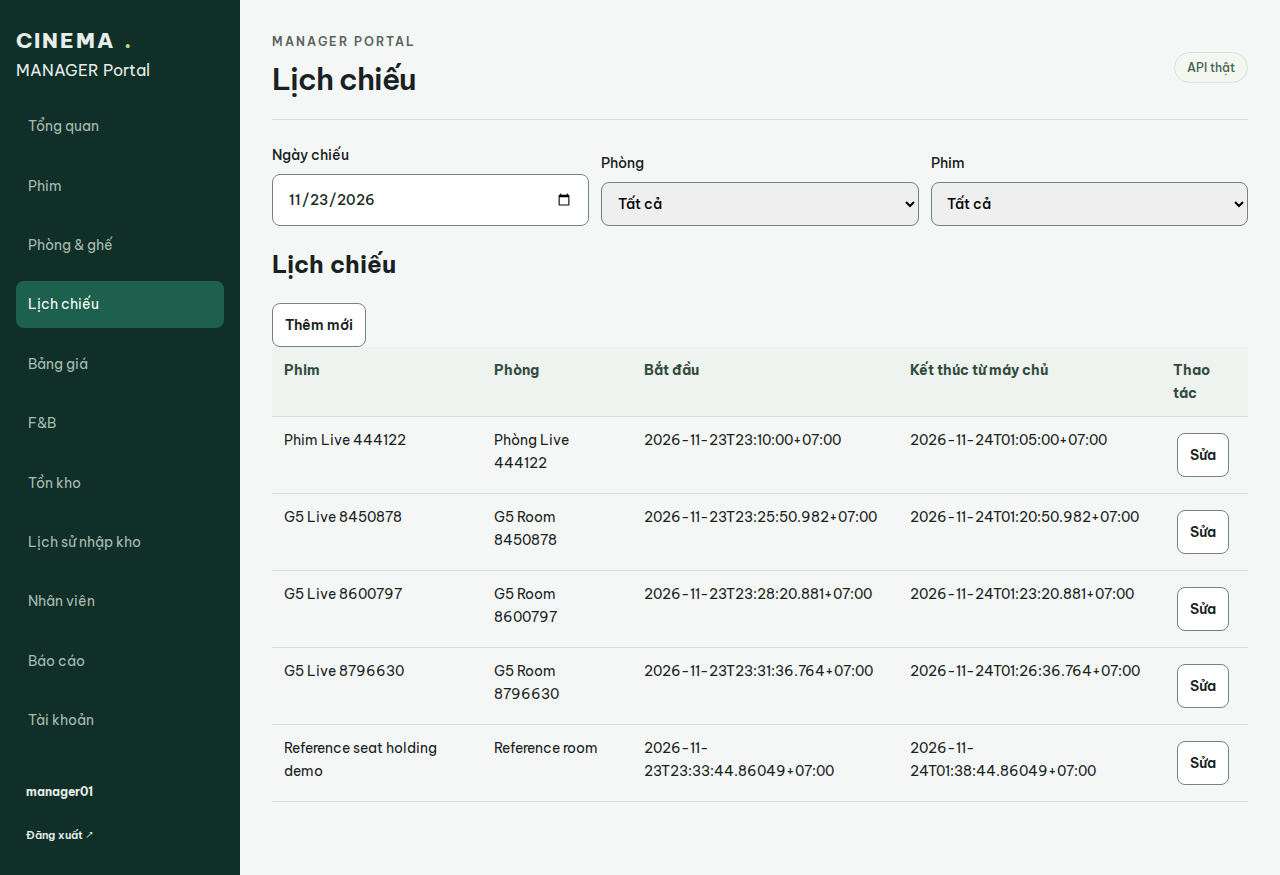 CINEMA .
MANAGER Portal
Tổng quan
Phim
Phòng & ghế
Lịch chiếu
Bảng giá
F&B
Tồn kho
Lịch sử nhập kho
Nhân viên
Báo cáo
Tài khoản
manager01
Đăng xuất ↗
MANAGER PORTAL
Lịch chiếu
API thật
Ngày chiếu
11/23/2026
Phòng
Tất cả
Phim
Tất cả
Lịch chiếu
Thêm mới
Phim Phòng Bắt đầu Kết thúc từ máy chủ Thao
tác
Phim Live 444122 Phòng Live 2026-11-23T23:10:00+07:00 2026-11-24T01:05:00+07:00 Sửa
444122
G5 Live 8450878 G5 Room 2026-11-23T23:25:50.982+07:00 2026-11-24T01:20:50.982+07:00 Sửa
8450878
G5 Live 8600797 G5 Room 2026-11-23T23:28:20.881+07:00 2026-11-24T01:23:20.881+07:00 Sửa
8600797
G5 Live 8796630 G5 Room 2026-11-23T23:31:36.764+07:00 2026-11-24T01:26:36.764+07:00 Sửa
8796630
Reference seat holding Reference room 2026-11- 2026-11- Sửa
demo 23T23:33:44.86049+07:00 24T01:38:44.86049+07:00